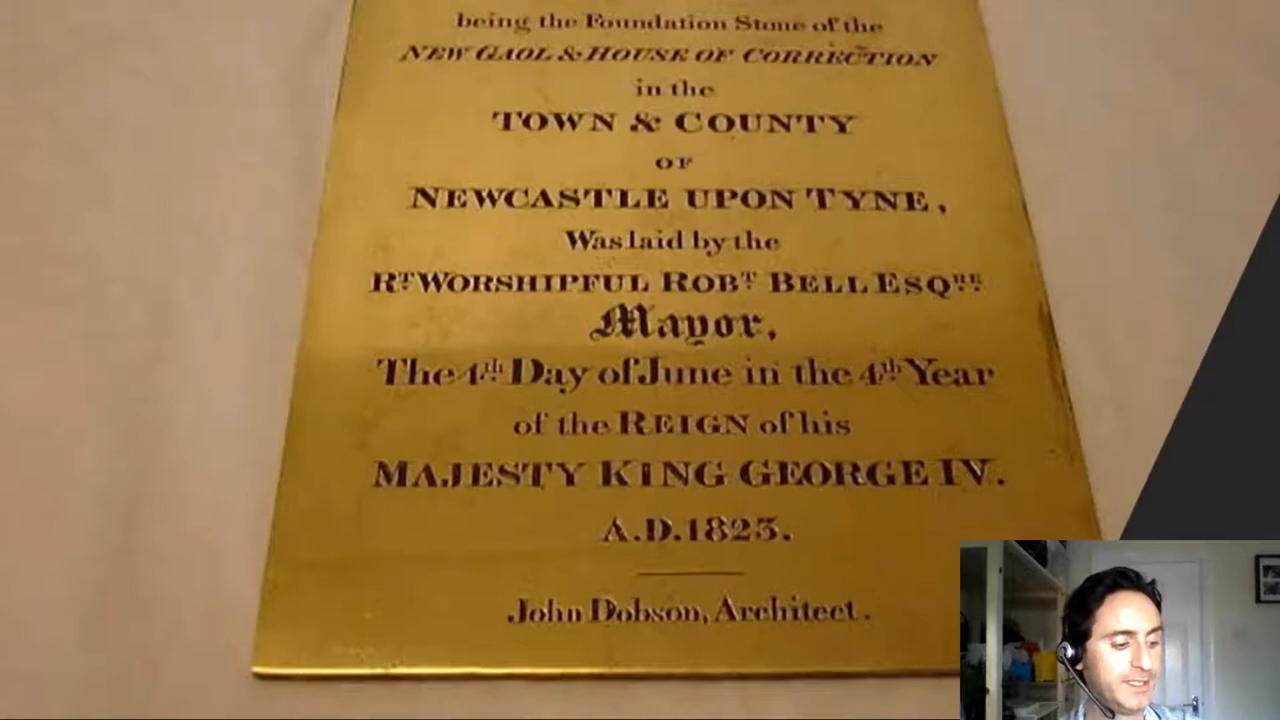 being the Foundation Stone of the
NEW GAOL & HOUSE OF CORRECTION
in the
TOWN & COUNTY
OF
NEWCASTLE UPON TYNE,
Was laid by the
RT WORSHIPFUL ROBT BELL ESQRE
Mayor,
The 4th Day of June in the 4th Year
of the REIGN of his
MAJESTY KING GEORGE IV.
A.D. 1823.
John Dobson, Architect.